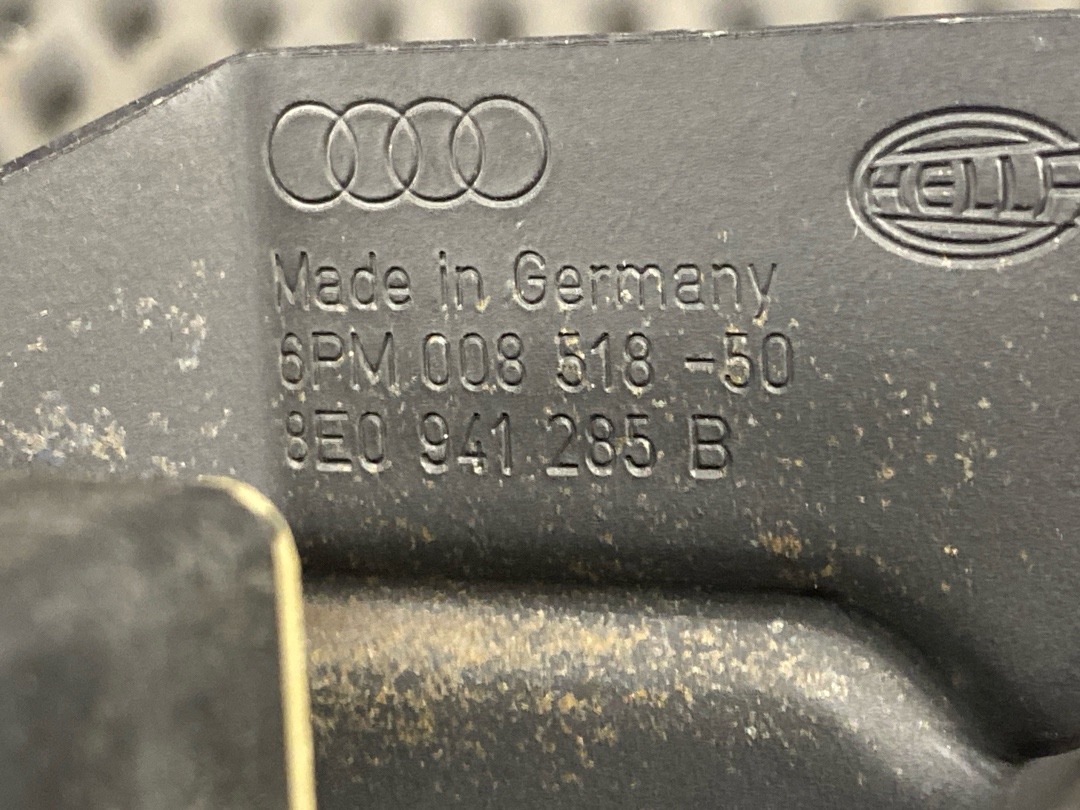 HELLA
Made in Germany
6PM 008 518 -50
8E0 941 285 B